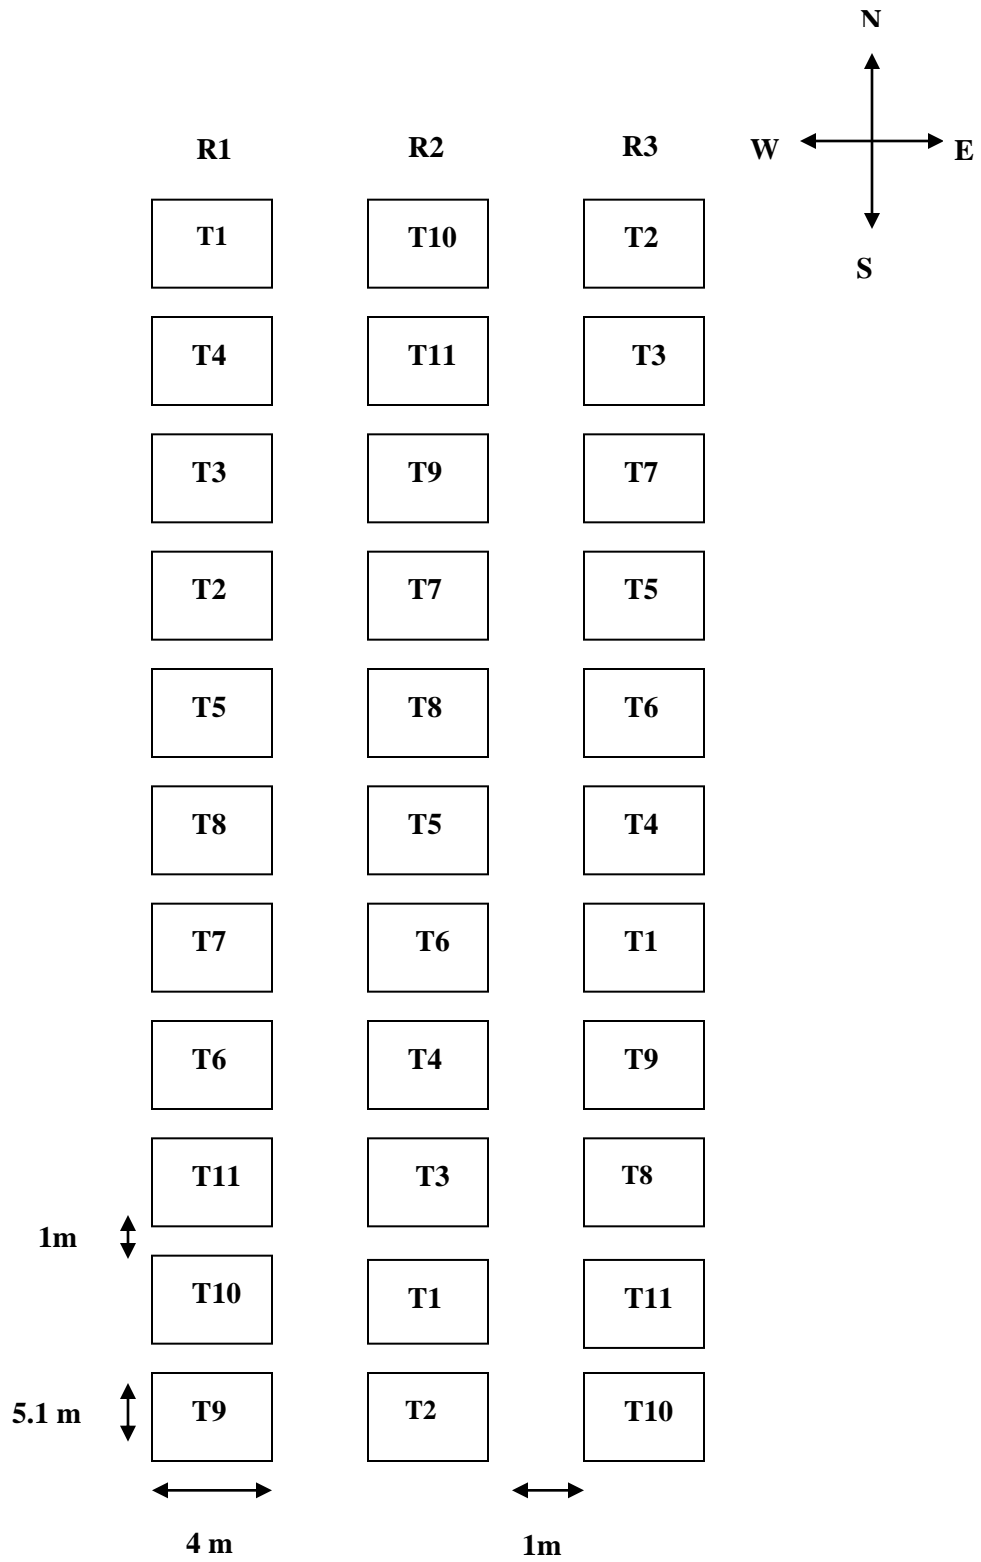 N
R1 R2 R3 W E
S
T1 T10 T2
T4 T11 T3
T3 T9 T7
T2 T7 T5
T5 T8 T6
T8 T5 T4
T7 T6 T1
T6 T4 T9
T11 T3 T8
1m
T10 T1 T11
5.1 m T9 T2 T10
4 m 1m